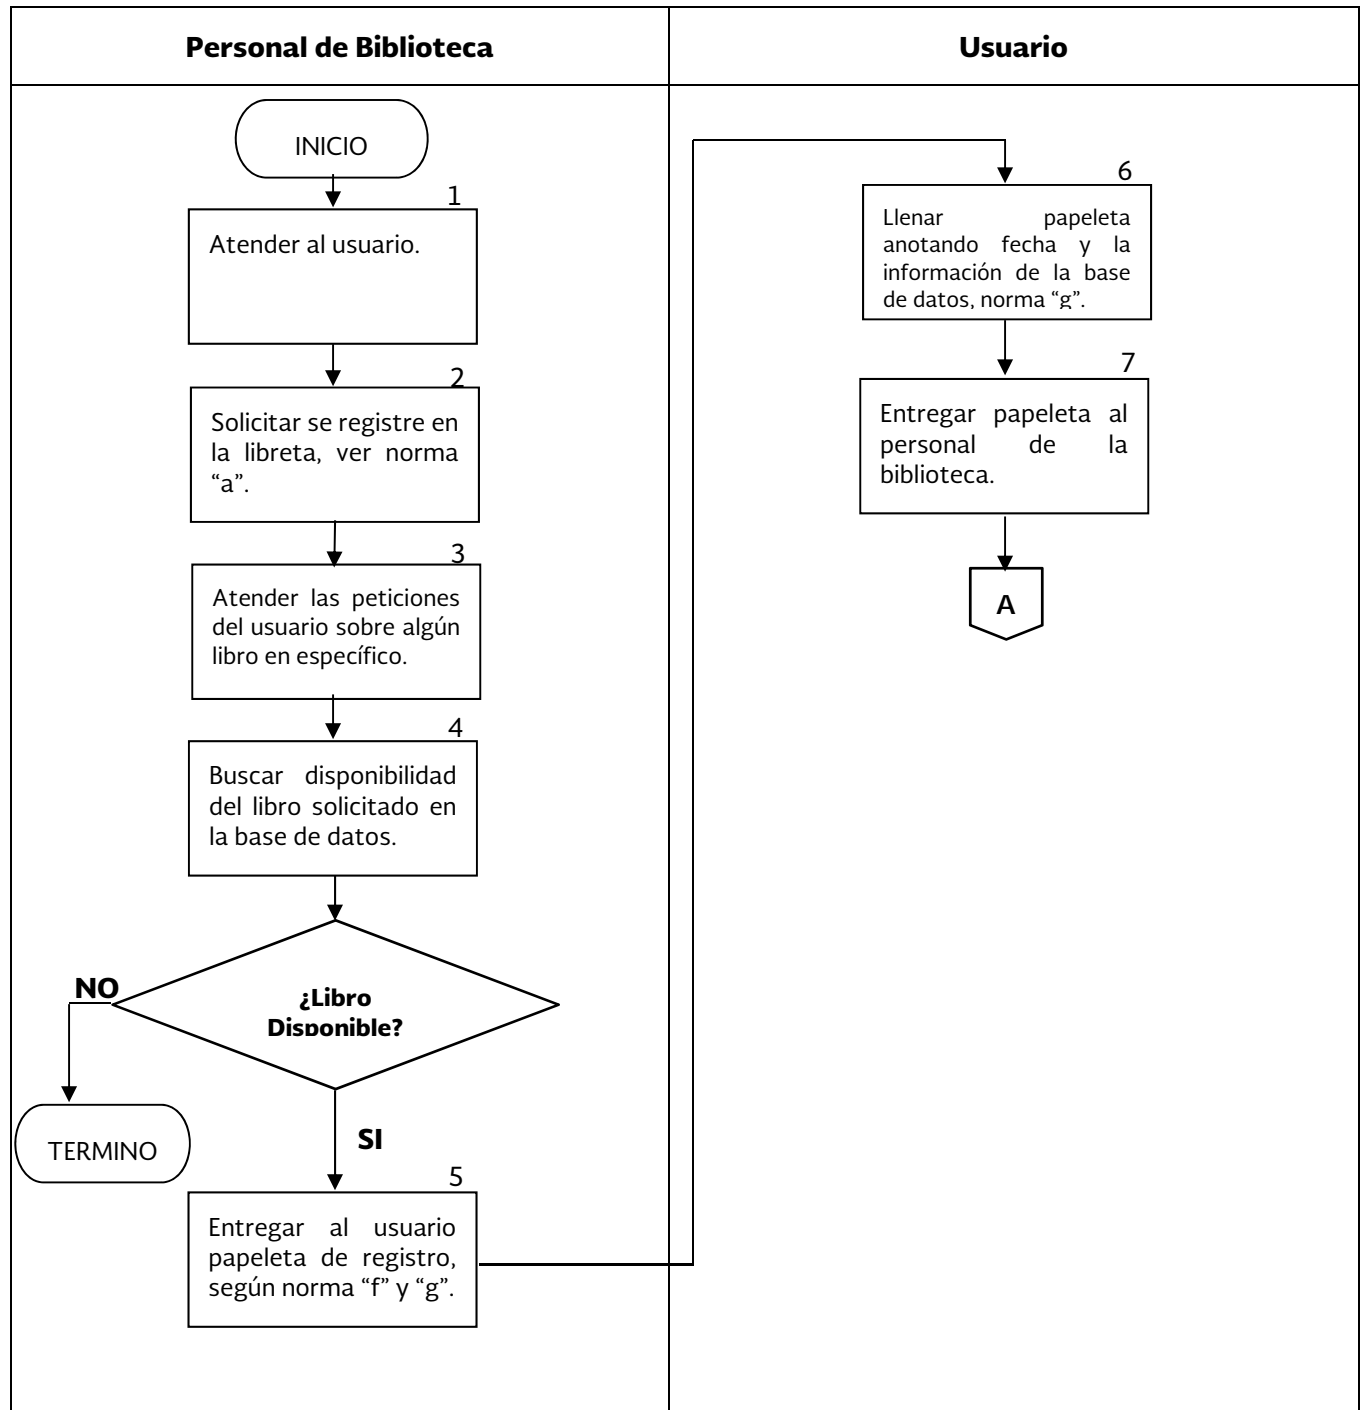 Personal de Biblioteca
Usuario
INICIO
1
Atender al usuario.
2
Solicitar se registre en
la libreta, ver norma
“a”.
3
Atender las peticiones
del usuario sobre algún
libro en específico.
4
Buscar disponibilidad
del libro solicitado en
la base de datos.
¿Libro
Disponible?
NO
TERMINO
SI
5
Entregar al usuario
papeleta de registro,
según norma “f” y “g”.
6
Llenar papeleta
anotando fecha y la
información de la base
de datos, norma “g”.
7
Entregar papeleta al
personal de la
biblioteca.
A